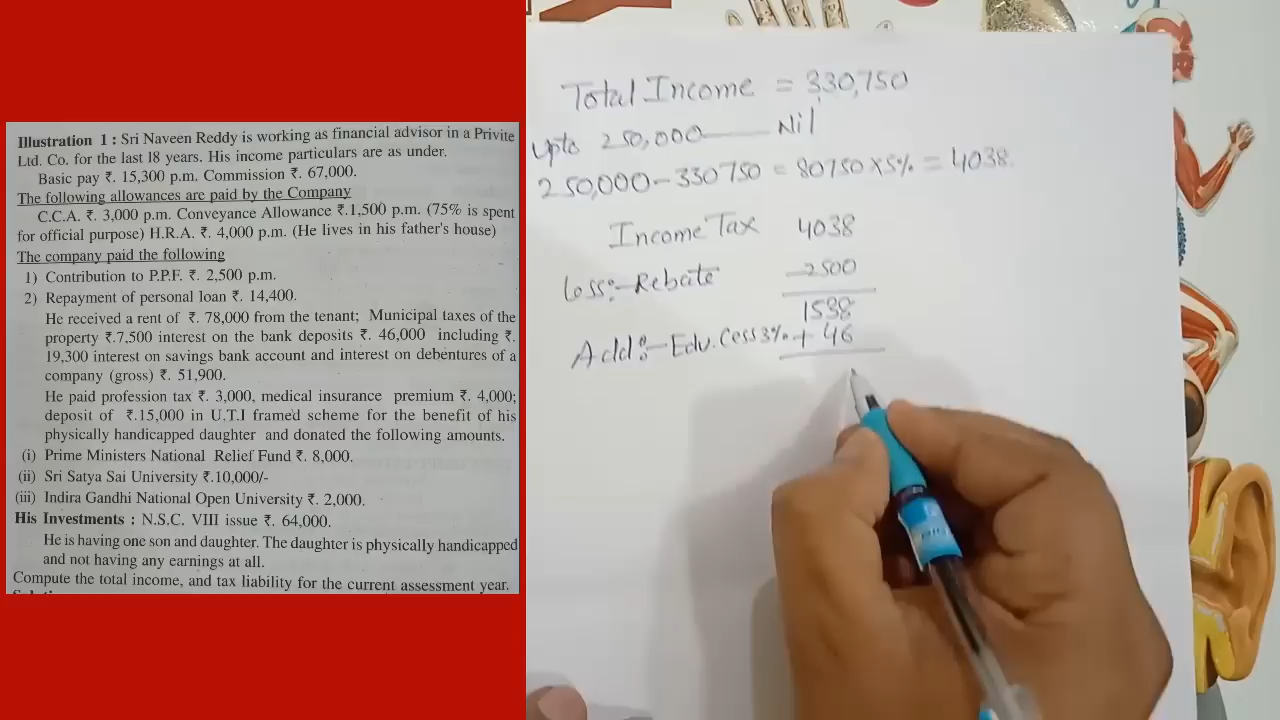 Illustration 1 : Sri Naveen Reddy is working as financial advisor in a Privite
Ltd. Co. for the last 18 years. His income particulars are as under.
Basic pay ₹. 15,300 p.m. Commission ₹. 67,000.
The following allowances are paid by the Company
C.C.A. ₹. 3,000 p.m. Conveyance Allowance ₹.1,500 p.m. (75% is spent
for official purpose) H.R.A. ₹. 4,000 p.m. (He lives in his father's house)
The company paid the following
1) Contribution to P.P.F. ₹. 2,500 p.m.
2) Repayment of personal loan ₹. 14,400.
He received a rent of ₹. 78,000 from the tenant; Municipal taxes of the
property ₹.7,500 interest on the bank deposits ₹. 46,000 including ₹.
19,300 interest on savings bank account and interest on debentures of a
company (gross) ₹. 51,900.
He paid profession tax ₹. 3,000, medical insurance premium ₹. 4,000;
deposit of ₹.15,000 in U.T.I framed scheme for the benefit of his
physically handicapped daughter and donated the following amounts.
(i) Prime Ministers National Relief Fund ₹. 8,000.
(ii) Sri Satya Sai University ₹.10,000/-
(iii) Indira Gandhi National Open University ₹. 2,000.
His Investments : N.S.C. VIII issue ₹. 64,000.
He is having one son and daughter. The daughter is physically handicapped
and not having any earnings at all.
Compute the total income, and tax liability for the current assessment year.
Total Income = 330,750
Upto 250,000 — Nil
250,000 - 330750 = 80750 × 5% = 4038.
Income Tax 4038
Less:- Rebate - 2500
1538
Add:- Edu. Cess 3% + 46